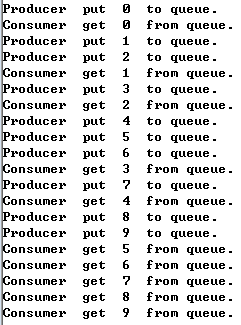 Producer  put  0  to queue.
Consumer  get  0  from queue.
Producer  put  1  to queue.
Producer  put  2  to queue.
Consumer  get  1  from queue.
Producer  put  3  to queue.
Consumer  get  2  from queue.
Producer  put  4  to queue.
Producer  put  5  to queue.
Producer  put  6  to queue.
Consumer  get  3  from queue.
Producer  put  7  to queue.
Consumer  get  4  from queue.
Producer  put  8  to queue.
Producer  put  9  to queue.
Consumer  get  5  from queue.
Consumer  get  6  from queue.
Consumer  get  7  from queue.
Consumer  get  8  from queue.
Consumer  get  9  from queue.